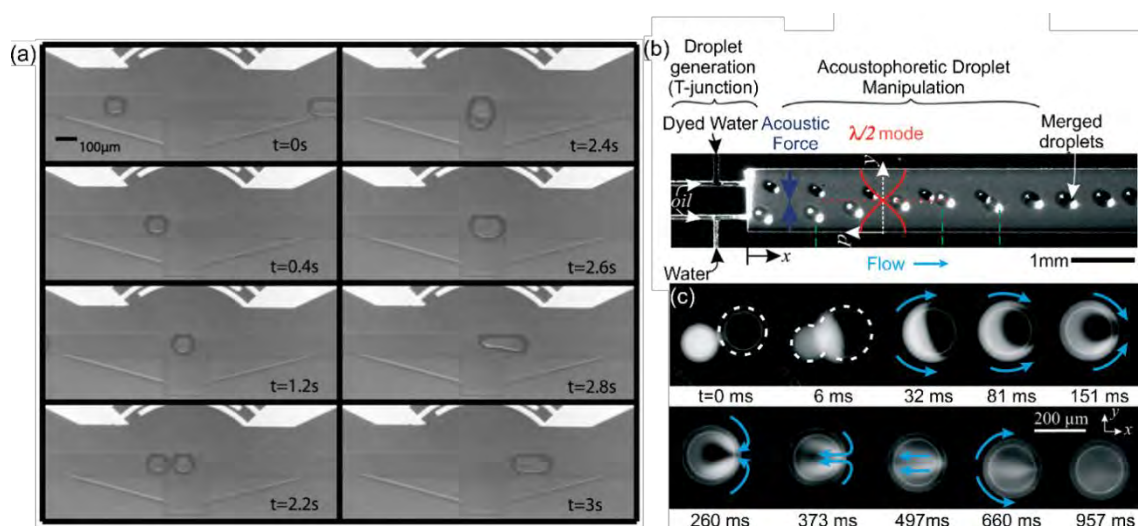 (a)
100µm
t=0s
t=2.4s
t=0.4s
t=2.6s
t=1.2s
t=2.8s
t=2.2s
t=3s
(b)
Droplet
generation
(T-junction)
Acoustophoretic Droplet
Manipulation
Dyed Water
Acoustic
Force
λ/2 mode
Merged
droplets
y
oil
p
x
Water
Flow
1mm
(c)
t=0 ms
6 ms
32 ms
81 ms
151 ms
200 µm
y
x
260 ms
373 ms
497 ms
660 ms
957 ms